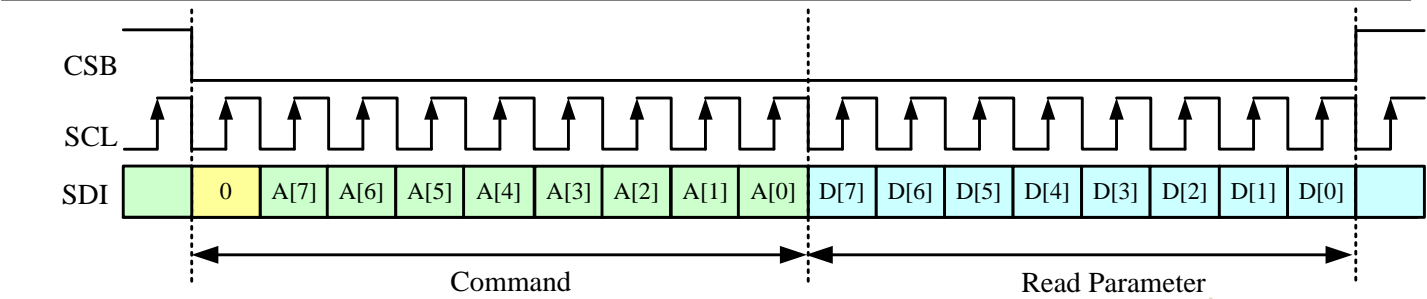 CSB
SCL
SDI 0 A[7] A[6] A[5] A[4] A[3] A[2] A[1] A[0] D[7] D[6] D[5] D[4] D[3] D[2] D[1] D[0]
Command Read Parameter